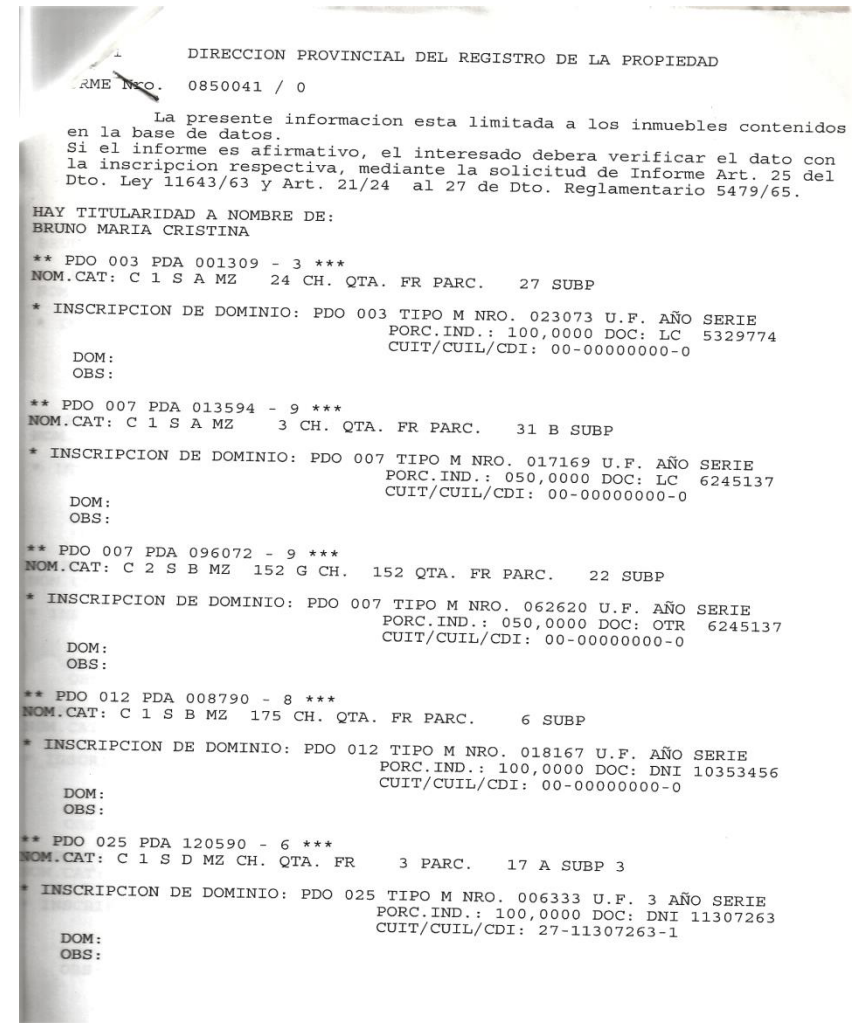 DIRECCION PROVINCIAL DEL REGISTRO DE LA PROPIEDAD
RME Nro. 0850041 / 0
La presente informacion esta limitada a los inmuebles contenidos
en la base de datos.
Si el informe es afirmativo, el interesado debera verificar el dato con
la inscripcion respectiva, mediante la solicitud de Informe Art. 25 del
Dto. Ley 11643/63 y Art. 21/24 al 27 de Dto. Reglamentario 5479/65.
HAY TITULARIDAD A NOMBRE DE:
BRUNO MARIA CRISTINA
** PDO 003 PDA 001309 - 3 ***
NOM.CAT: C 1 S A MZ 24 CH. QTA. FR PARC. 27 SUBP
* INSCRIPCION DE DOMINIO: PDO 003 TIPO M NRO. 023073 U.F. AÑO SERIE
PORC.IND.: 100,0000 DOC: LC 5329774
CUIT/CUIL/CDI: 00-00000000-0
DOM:
OBS:
** PDO 007 PDA 013594 - 9 ***
NOM.CAT: C 1 S A MZ 3 CH. QTA. FR PARC. 31 B SUBP
* INSCRIPCION DE DOMINIO: PDO 007 TIPO M NRO. 017169 U.F. AÑO SERIE
PORC.IND.: 050,0000 DOC: LC 6245137
CUIT/CUIL/CDI: 00-00000000-0
DOM:
OBS:
** PDO 007 PDA 096072 - 9 ***
NOM.CAT: C 2 S B MZ 152 G CH. 152 QTA. FR PARC. 22 SUBP
* INSCRIPCION DE DOMINIO: PDO 007 TIPO M NRO. 062620 U.F. AÑO SERIE
PORC.IND.: 050,0000 DOC: OTR 6245137
CUIT/CUIL/CDI: 00-00000000-0
DOM:
OBS:
** PDO 012 PDA 008790 - 8 ***
NOM.CAT: C 1 S B MZ 175 CH. QTA. FR PARC. 6 SUBP
* INSCRIPCION DE DOMINIO: PDO 012 TIPO M NRO. 018167 U.F. AÑO SERIE
PORC.IND.: 100,0000 DOC: DNI 10353456
CUIT/CUIL/CDI: 00-00000000-0
DOM:
OBS:
** PDO 025 PDA 120590 - 6 ***
NOM.CAT: C 1 S D MZ CH. QTA. FR 3 PARC. 17 A SUBP 3
* INSCRIPCION DE DOMINIO: PDO 025 TIPO M NRO. 006333 U.F. 3 AÑO SERIE
PORC.IND.: 100,0000 DOC: DNI 11307263
CUIT/CUIL/CDI: 27-11307263-1
DOM:
OBS: